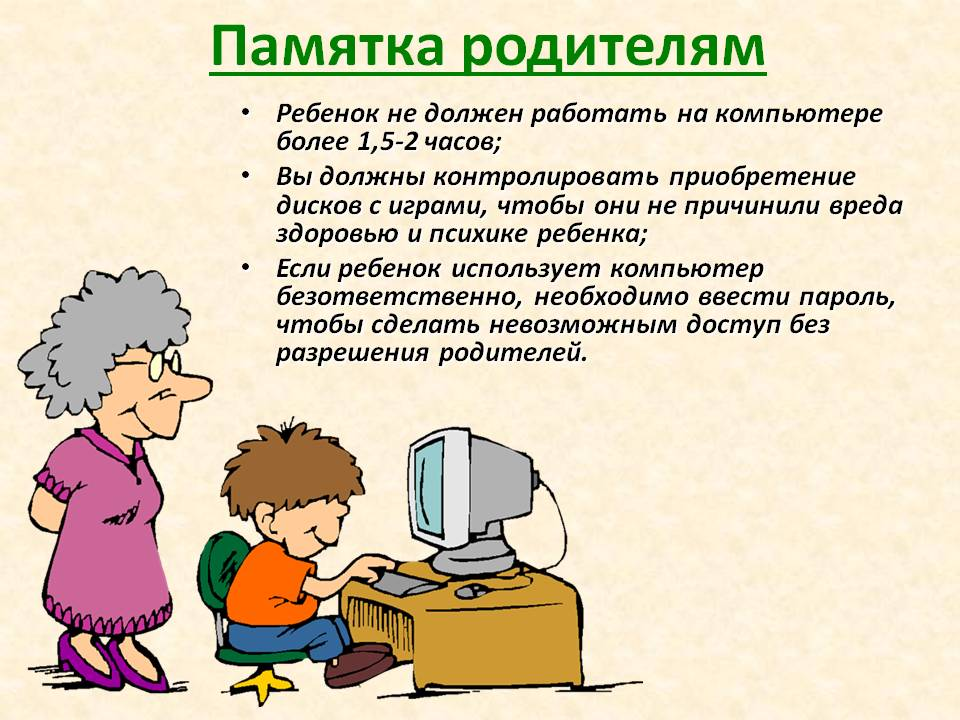 Памятка родителям
• Ребенок не должен работать на компьютере
более 1,5-2 часов;
• Вы должны контролировать приобретение
дисков с играми, чтобы они не причинили вреда
здоровью и психике ребенка;
• Если ребенок использует компьютер
безответственно, необходимо ввести пароль,
чтобы сделать невозможным доступ без
разрешения родителей.